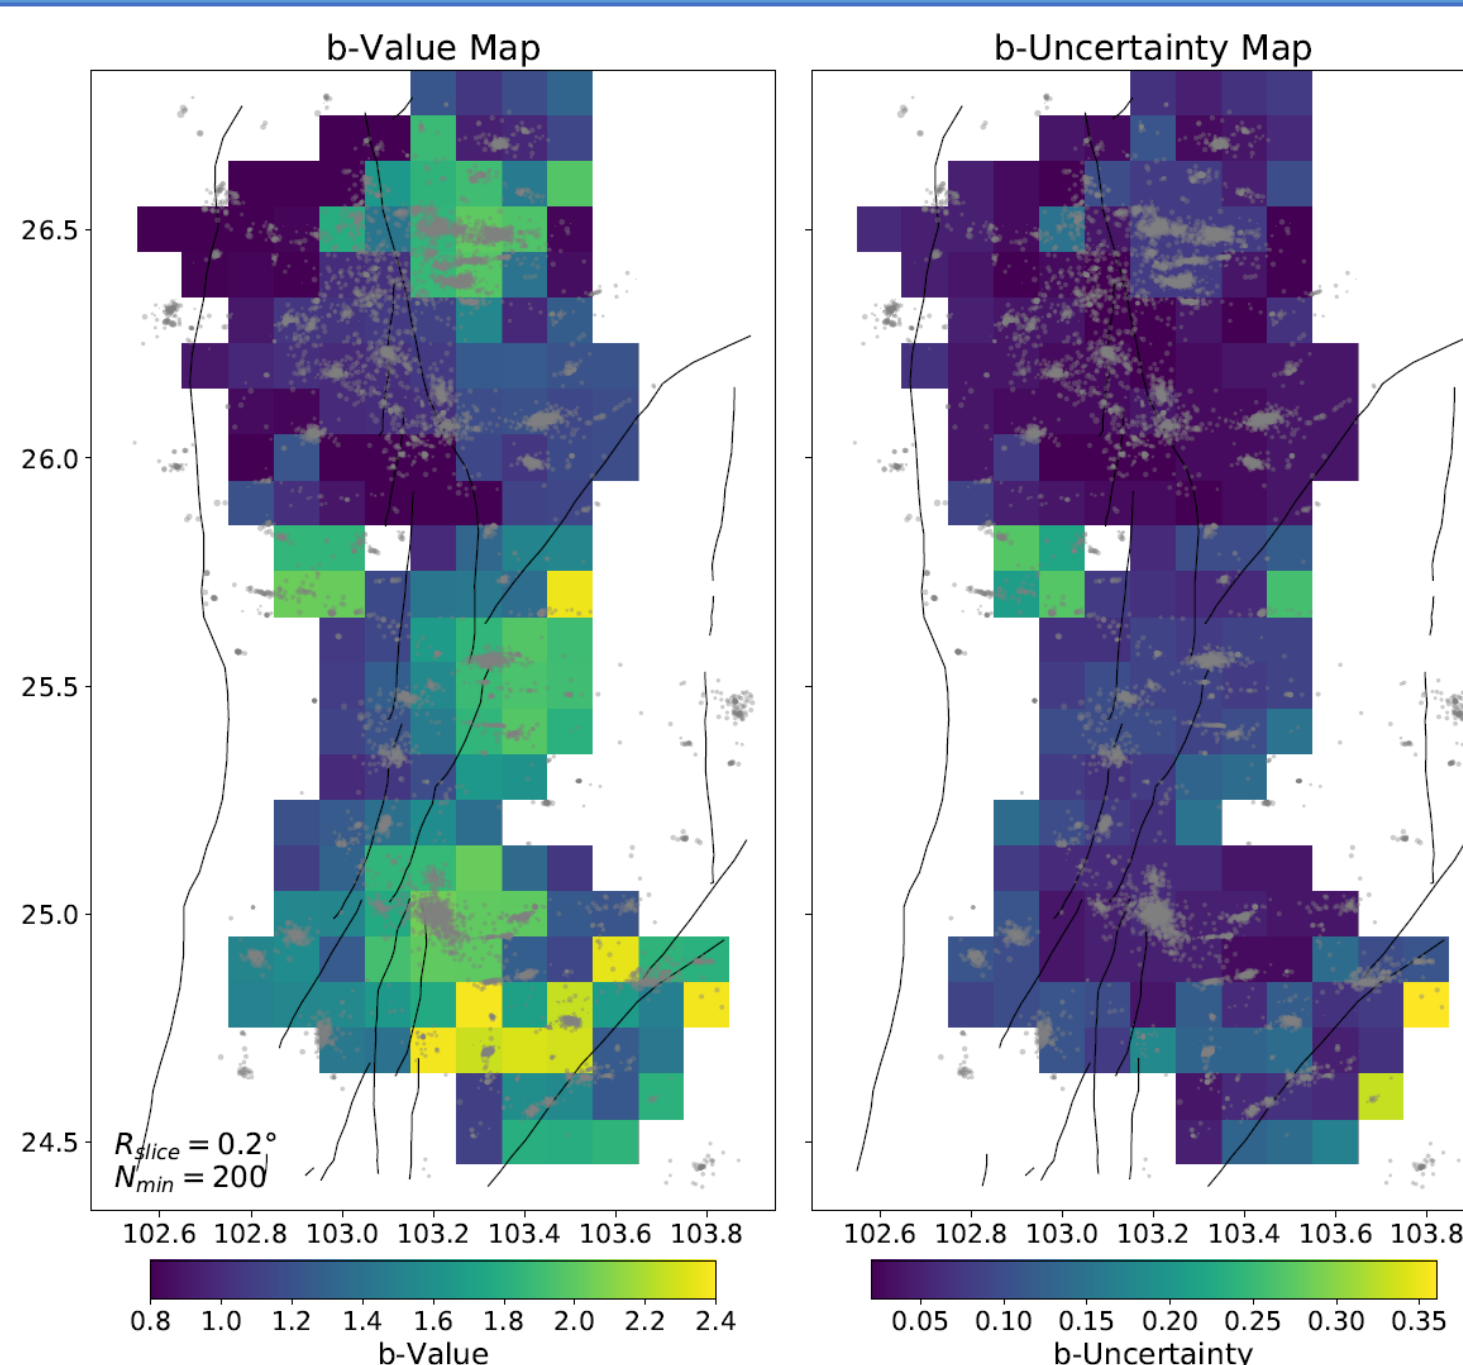 b-Value Map
b-Uncertainty Map
26.5
26.0
25.5
25.0
24.5
R_slice = 0.2°
N_min = 200
102.6 102.8 103.0 103.2 103.4 103.6 103.8
102.6 102.8 103.0 103.2 103.4 103.6 103.8
0.8 1.0 1.2 1.4 1.6 1.8 2.0 2.2 2.4
b-Value
0.05 0.10 0.15 0.20 0.25 0.30 0.35
b-Uncertainty